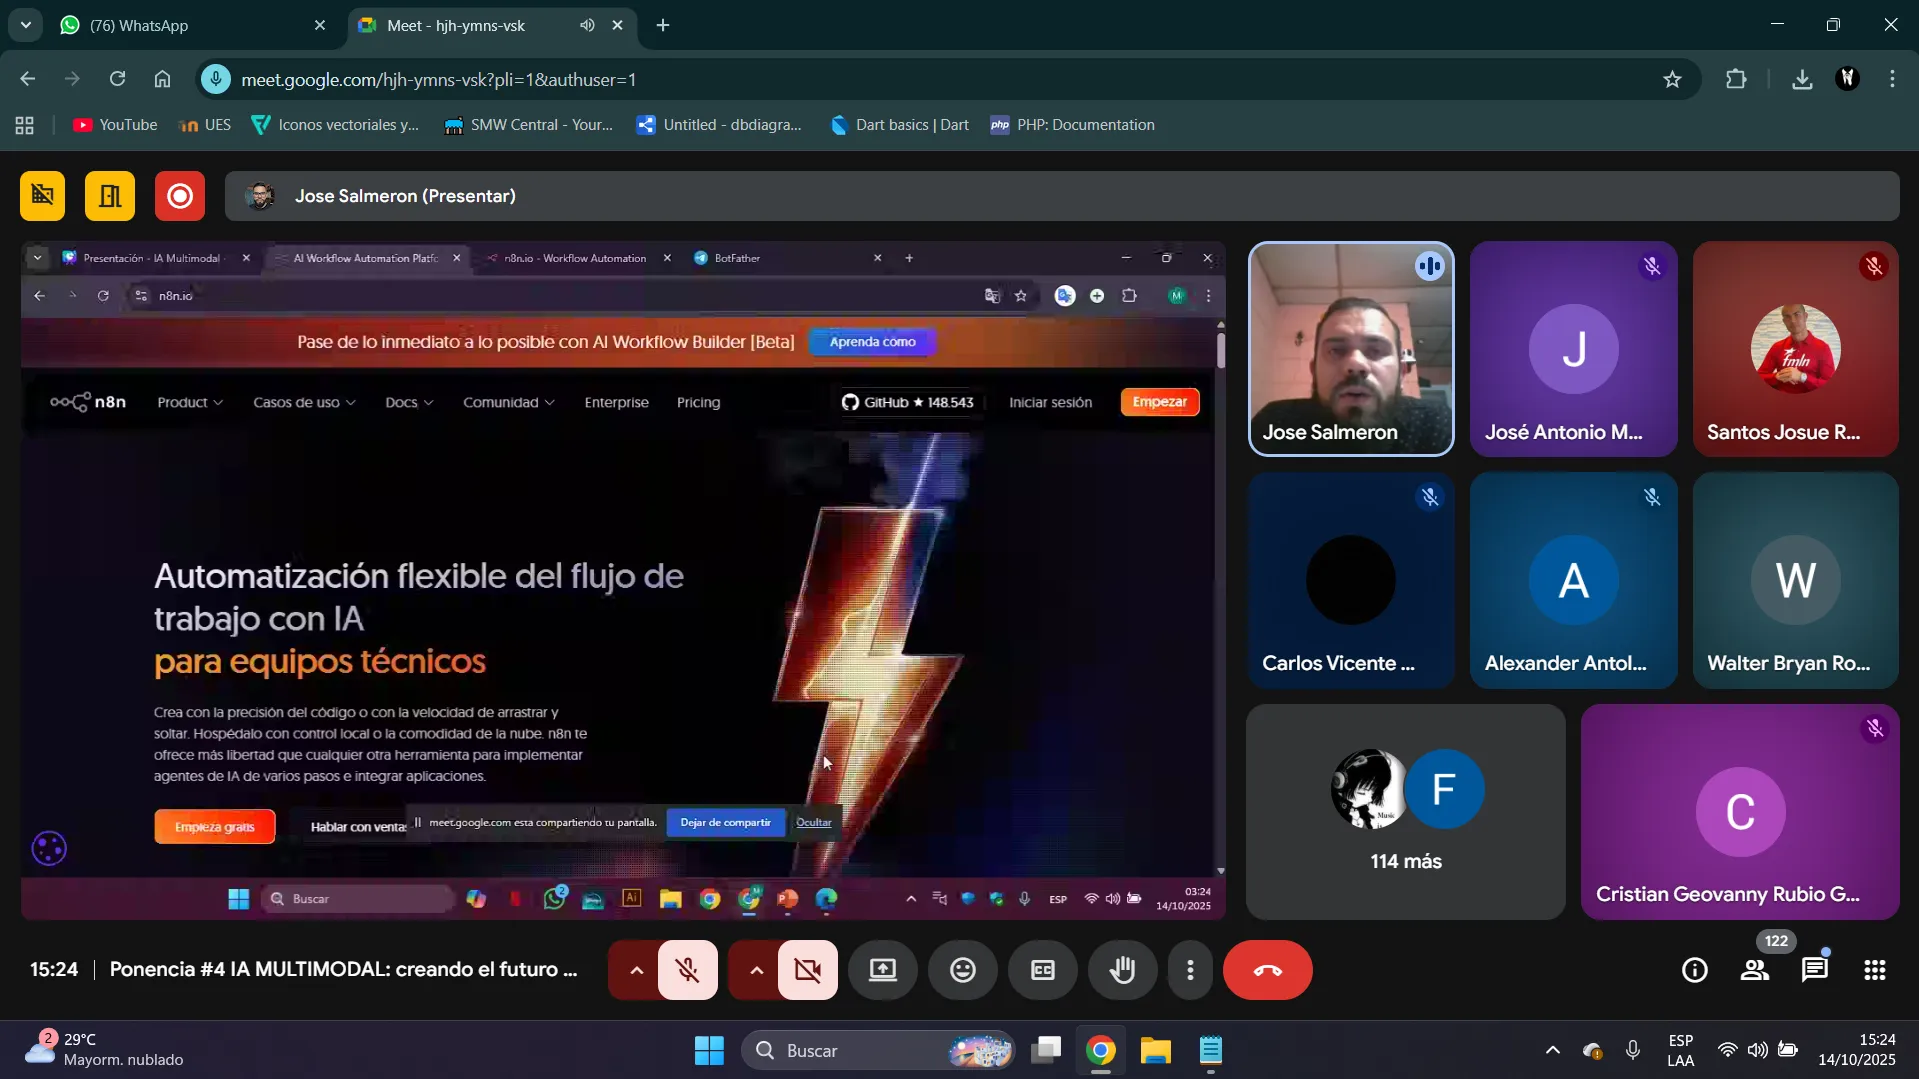 (76) WhatsApp
Meet - hjh-ymns-vsk
meet.google.com/hjh-ymns-vsk?pli=1&authuser=1
YouTube
UES
Iconos vectoriales y...
SMW Central - Your...
Untitled - dbdiagra...
Dart basics | Dart
php
PHP: Documentation
Jose Salmeron (Presentar)
Presentación - IA Multimodal -
AI Workflow Automation Platfo
n8n.io - Workflow Automation
BotFather
n8n.io
M
Pase de lo inmediato a lo posible con AI Workflow Builder [Beta]
Aprenda cómo
n8n
Product
Casos de uso
Docs
Comunidad
Enterprise
Pricing
GitHub ★ 148.543
Iniciar sesión
Empezar
Automatización flexible del flujo de
trabajo con IA
para equipos técnicos
Crea con la precisión del código o con la velocidad de arrastrar y
soltar. Hospédalo con control local o la comodidad de la nube. n8n te
ofrece más libertad que cualquier otra herramienta para implementar
agentes de IA de varios pasos e integrar aplicaciones.
Empieza gratis
Hablar con ventas
meet.google.com está compartiendo tu pantalla.
Dejar de compartir
Ocultar
Buscar
2
Ai
ESP
03:24
14/10/2025
Jose Salmeron
J
José Antonio M...
fmln
Santos Josue R...
Carlos Vicente ...
A
Alexander Antol...
W
Walter Bryan Ro...
Music
F
114 más
C
Cristian Geovanny Rubio G...
15:24
Ponencia #4 IA MULTIMODAL: creando el futuro ...
CC
122
2
29°C
Mayorm. nublado
Buscar
ESP
LAA
15:24
14/10/2025